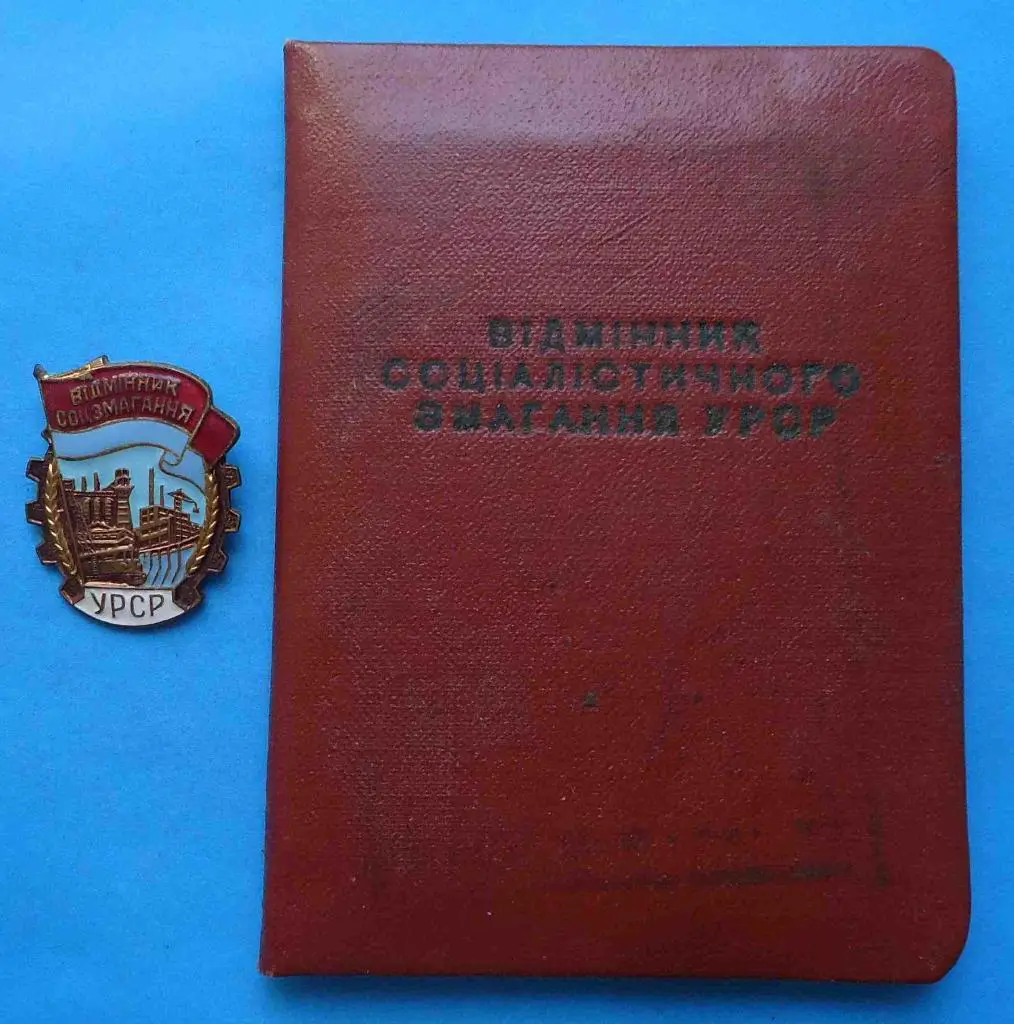 ВІДМІННИК
СОЦЗМАГАННЯ
УРСР
ВІДМІННИК
СОЦІАЛІСТИЧНОГО
ЗМАГАННЯ УРСР